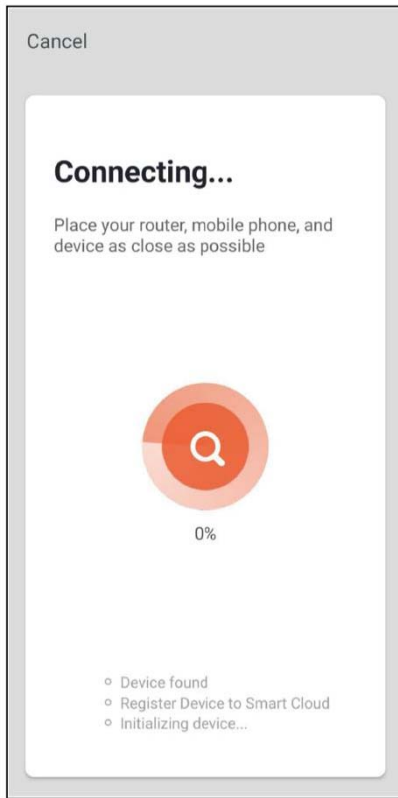 Cancel
Connecting...
Place your router, mobile phone, and
device as close as possible
0%
Device found
Register Device to Smart Cloud
Initializing device...